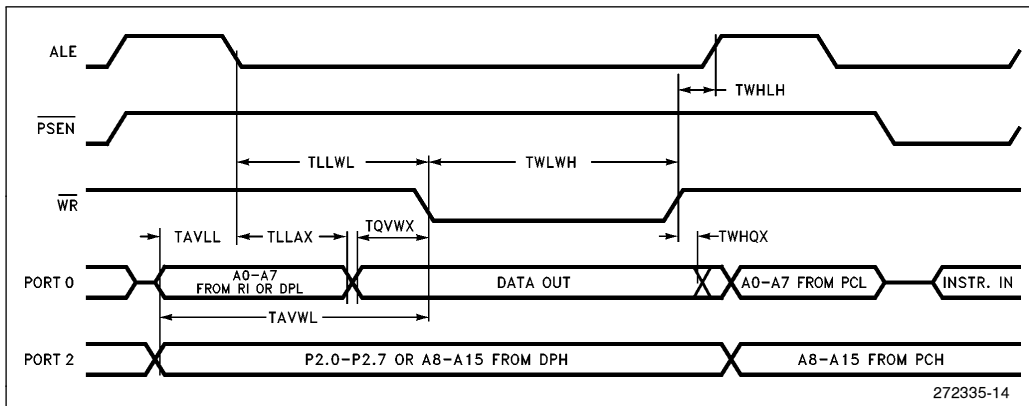 ALE
TWHLH
PSEN
TLLWL
TWLWH
WR
TAVLL
TLLAX
TQVWX
TWHQX
PORT 0
A0-A7
FROM RI OR DPL
DATA OUT
A0-A7 FROM PCL
INSTR. IN
TAVWL
PORT 2
P2.0-P2.7 OR A8-A15 FROM DPH
A8-A15 FROM PCH
272335-14